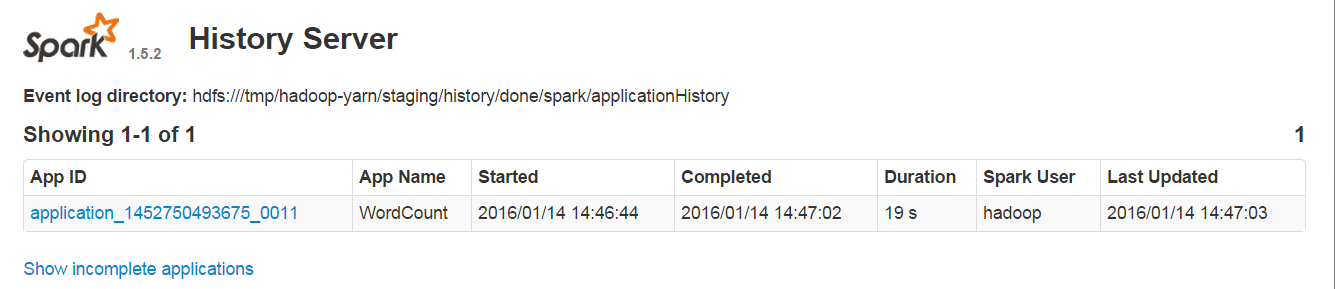 Spark 1.5.2 History Server
Event log directory: hdfs:///tmp/hadoop-yarn/staging/history/done/spark/applicationHistory
Showing 1-1 of 1 1
App ID App Name Started Completed Duration Spark User Last Updated
application_1452750493675_0011 WordCount 2016/01/14 14:46:44 2016/01/14 14:47:02 19 s hadoop 2016/01/14 14:47:03
Show incomplete applications